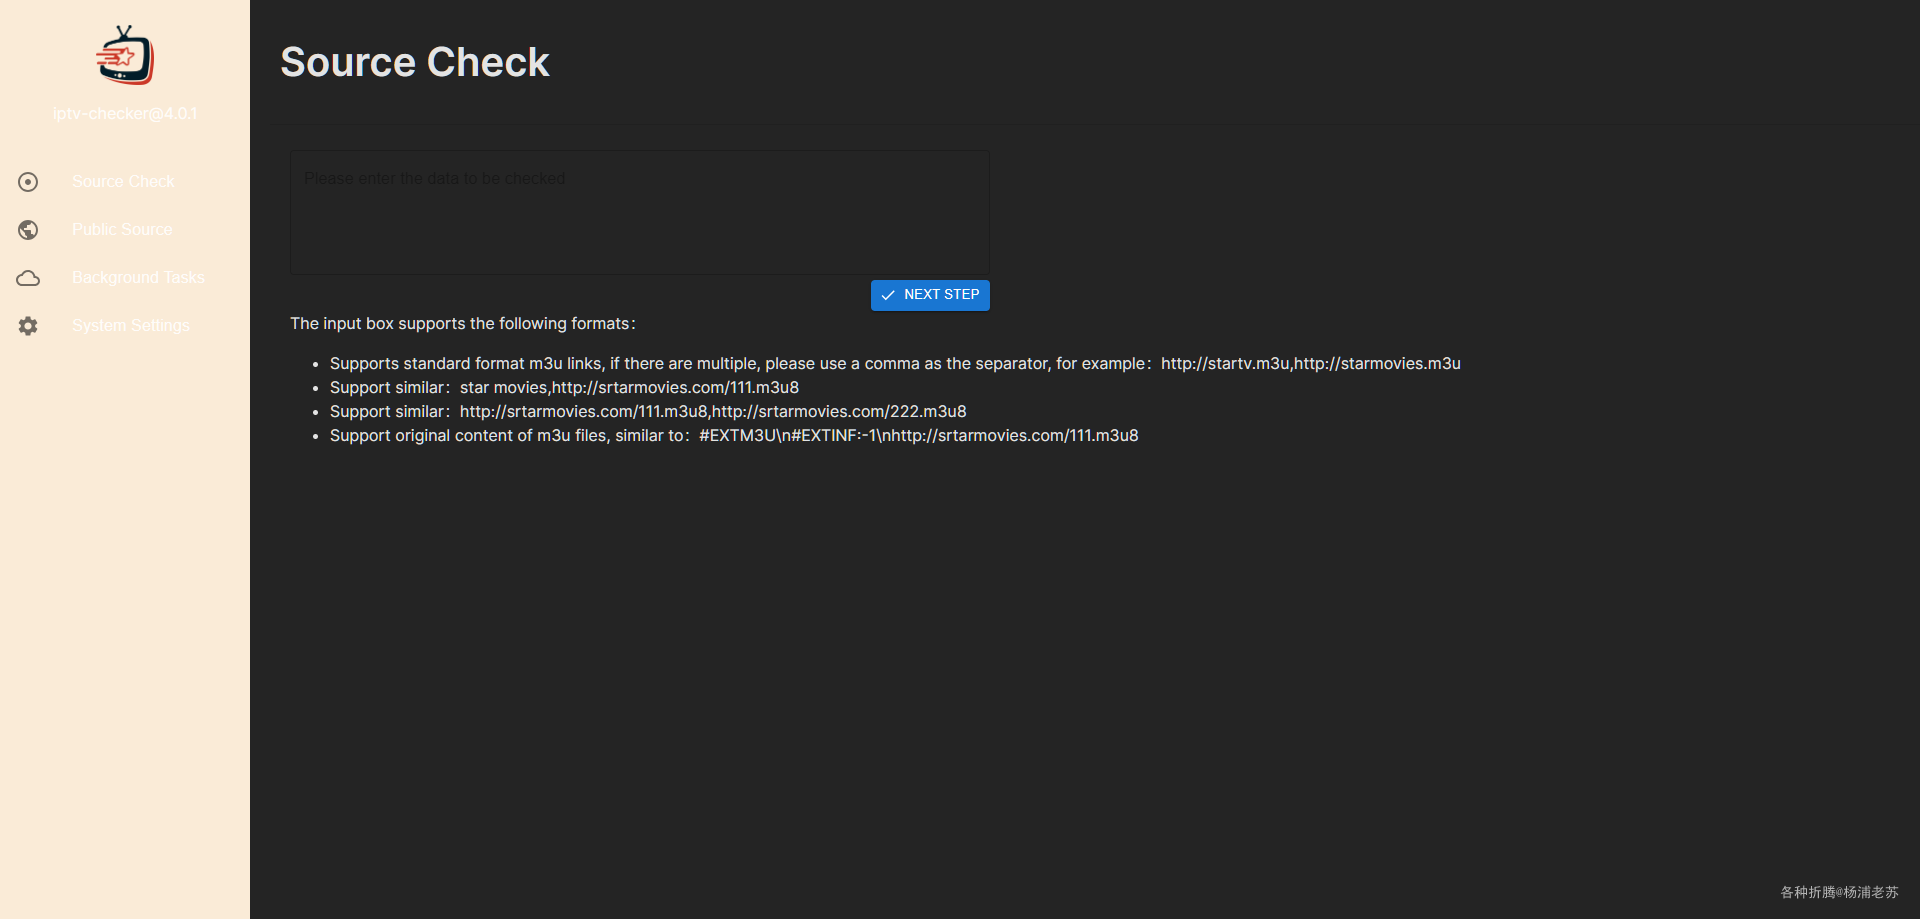 iptv-checker@4.0.1
Source Check
Public Source
Background Tasks
System Settings
Source Check
Please enter the data to be checked
NEXT STEP
The input box supports the following formats：
• Supports standard format m3u links, if there are multiple, please use a comma as the separator, for example：http://startv.m3u,http://starmovies.m3u
• Support similar：star movies,http://srtarmovies.com/111.m3u8
• Support similar：http://srtarmovies.com/111.m3u8,http://srtarmovies.com/222.m3u8
• Support original content of m3u files, similar to：#EXTM3U\n#EXTINF:-1\nhttp://srtarmovies.com/111.m3u8
各种折腾@杨浦老苏